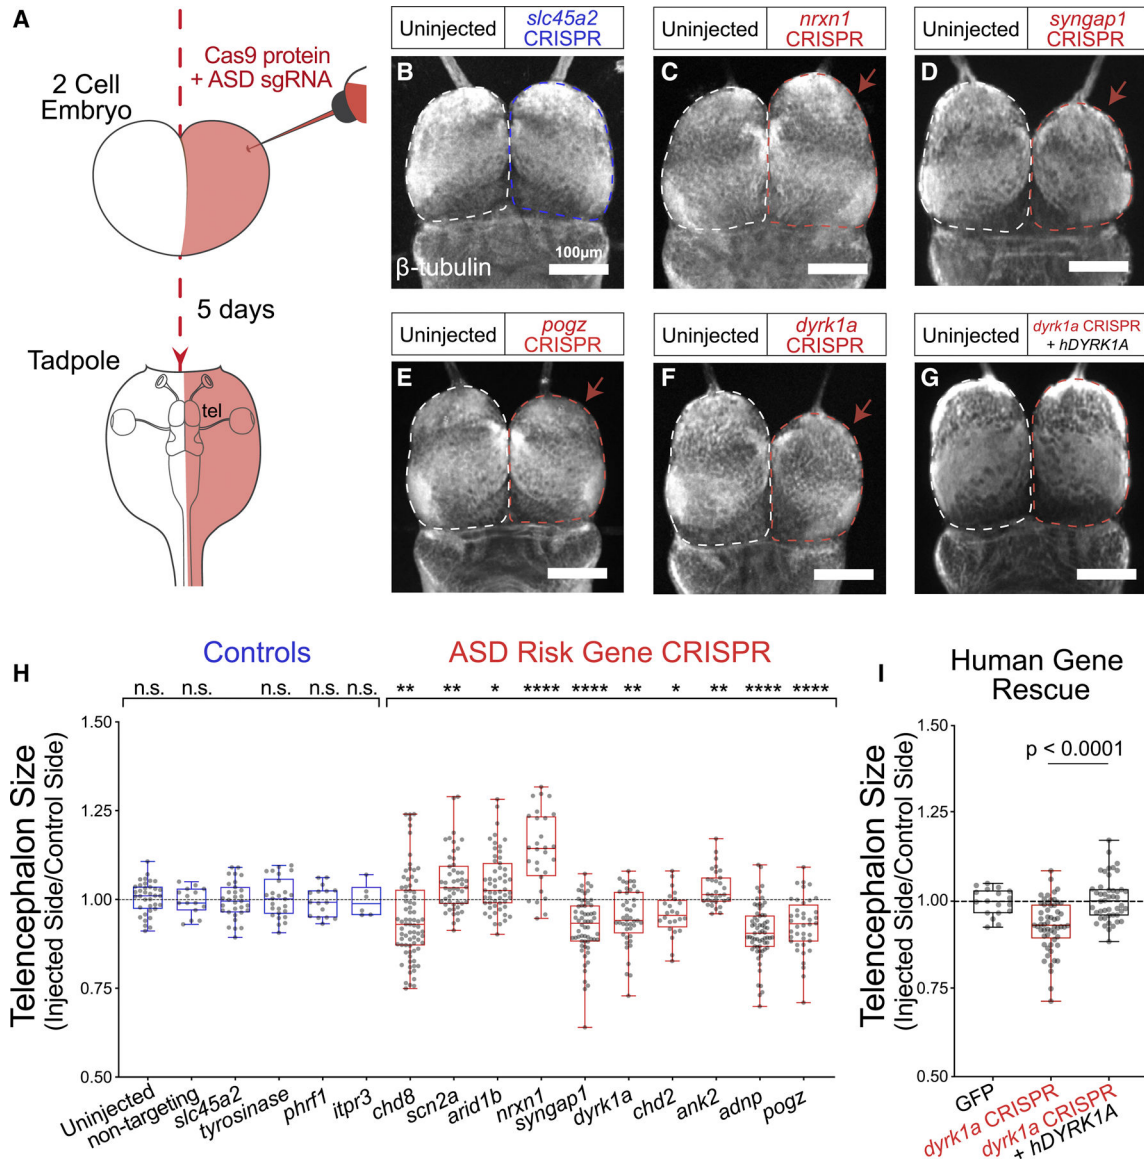 A
2 Cell
Embryo
Cas9 protein
+ ASD sgRNA
5 days
Tadpole
tel
Uninjected
slc45a2
CRISPR
B
β-tubulin
100µm
Uninjected
nrxn1
CRISPR
C
Uninjected
syngap1
CRISPR
D
Uninjected
pogz
CRISPR
E
Uninjected
dyrk1a
CRISPR
F
Uninjected
dyrk1a CRISPR
+ hDYRK1A
G
H
Controls
ASD Risk Gene CRISPR
n.s. n.s. n.s. n.s. n.s. ** ** * **** **** ** * ** **** ****
Telencephalon Size
(Injected Side/Control Side)
1.50
1.25
1.00
0.75
0.50
Uninjected
non-targeting
slc45a2
tyrosinase
phrf1
itpr3
chd8
scn2a
arid1b
nrxn1
syngap1
dyrk1a
chd2
ank2
adnp
pogz
I
Human Gene
Rescue
p < 0.0001
Telencephalon Size
(Injected Side/Control Side)
1.50
1.25
1.00
0.75
0.50
GFP
dyrk1a CRISPR
dyrk1a CRISPR
+ hDYRK1A